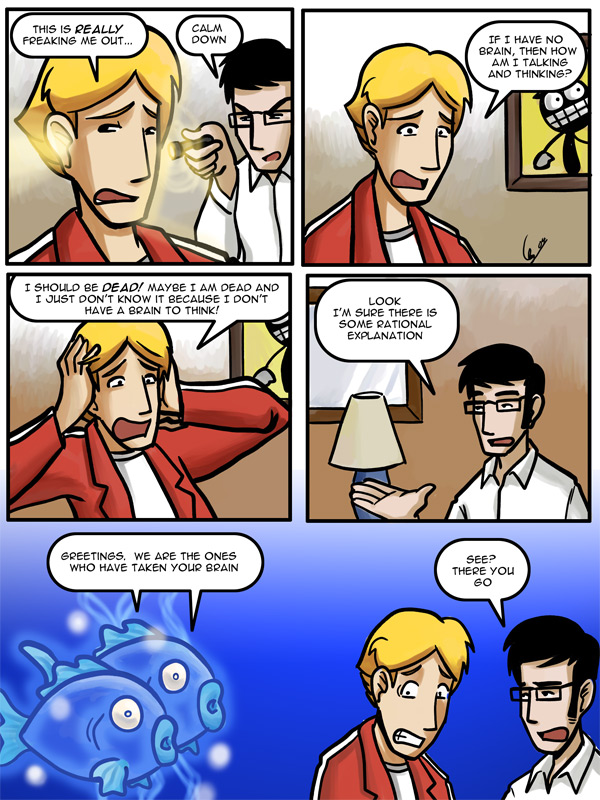 THIS IS REALLY
FREAKING ME OUT...
CALM
DOWN
IF I HAVE NO
BRAIN, THEN HOW
AM I TALKING
AND THINKING?
I SHOULD BE DEAD! MAYBE I AM DEAD AND
I JUST DON'T KNOW IT BECAUSE I DON'T
HAVE A BRAIN TO THINK!
LOOK
I'M SURE THERE IS
SOME RATIONAL
EXPLANATION
GREETINGS. WE ARE THE ONES
WHO HAVE TAKEN YOUR BRAIN
SEE?
THERE YOU
GO